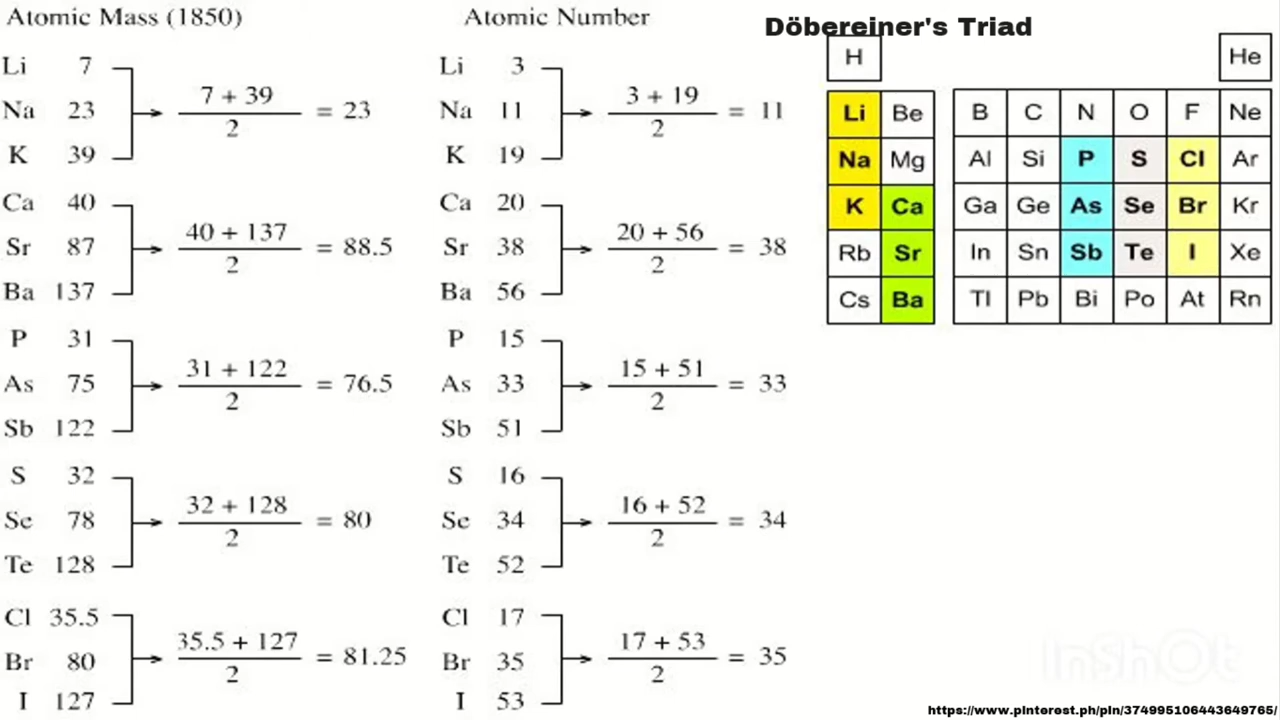 Atomic Mass (1850)
Li 7
Na 23
K 39
7 + 39
2
= 23
Ca 40
Sr 87
Ba 137
40 + 137
2
= 88.5
P 31
As 75
Sb 122
31 + 122
2
= 76.5
S 32
Se 78
Te 128
32 + 128
2
= 80
Cl 35.5
Br 80
I 127
35.5 + 127
2
= 81.25
Atomic Number
Li 3
Na 11
K 19
3 + 19
2
= 11
Ca 20
Sr 38
Ba 56
20 + 56
2
= 38
P 15
As 33
Sb 51
15 + 51
2
= 33
S 16
Se 34
Te 52
16 + 52
2
= 34
Cl 17
Br 35
I 53
17 + 53
2
= 35
Döbereiner's Triad
H He
Li Be B C N O F Ne
Na Mg Al Si P S Cl Ar
K Ca Ga Ge As Se Br Kr
Rb Sr In Sn Sb Te I Xe
Cs Ba Tl Pb Bi Po At Rn
InShOt
https://www.pinterest.ph/pin/374995106443649765/